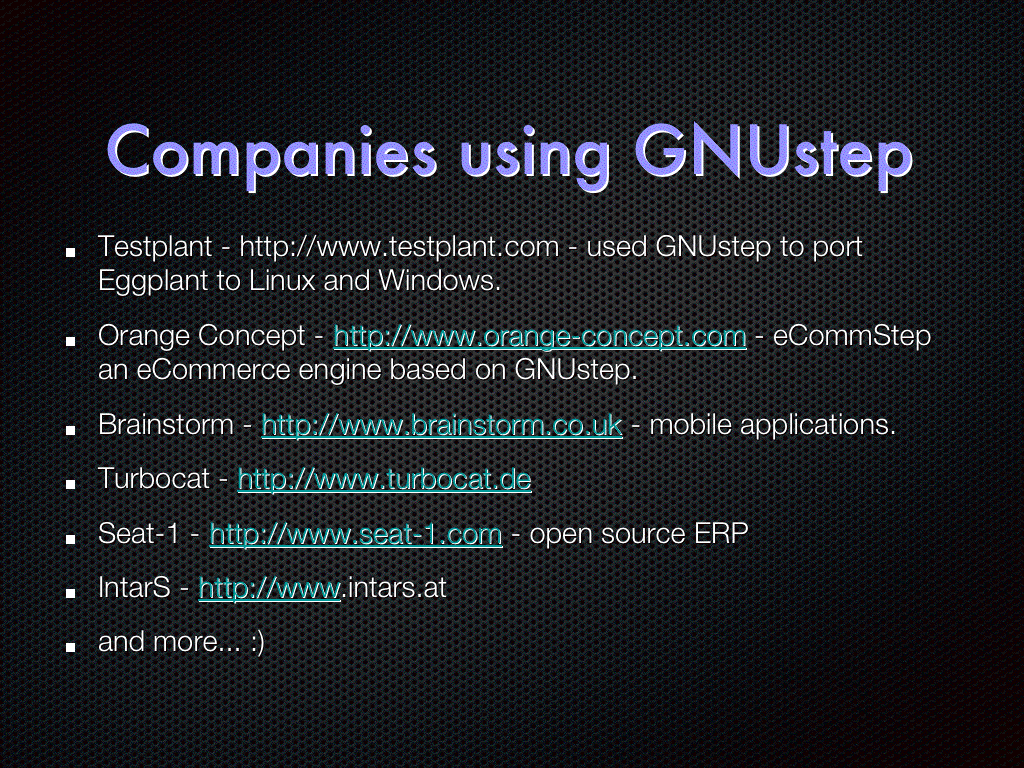 Companies using GNUstep
Testplant - http://www.testplant.com - used GNUstep to port
Eggplant to Linux and Windows.
Orange Concept - http://www.orange-concept.com - eCommStep
an eCommerce engine based on GNUstep.
Brainstorm - http://www.brainstorm.co.uk - mobile applications.
Turbocat - http://www.turbocat.de
Seat-1 - http://www.seat-1.com - open source ERP
IntarS - http://www.intars.at
and more... :)